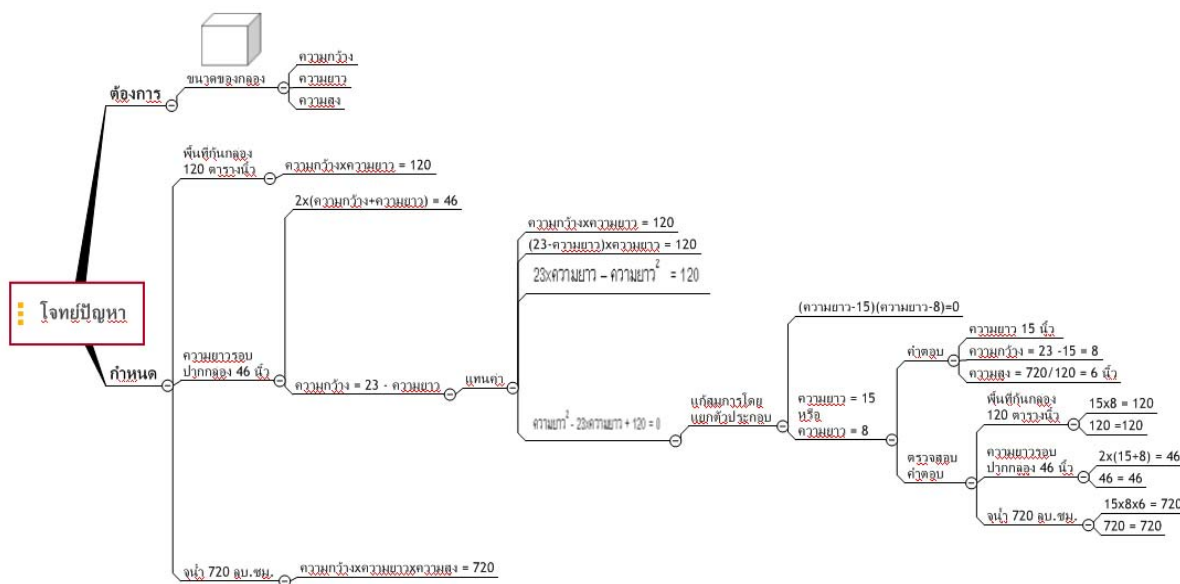 โจทย์ปัญหา
ต้องการ
ขนาดของกล่อง
ความกว้าง
ความยาว
ความสูง
กำหนด
พื้นที่ก้นกล่อง
120 ตารางนิ้ว
ความกว้างxความยาว = 120
ความยาวรอบ
ปากกล่อง 46 นิ้ว
2x(ความกว้าง+ความยาว) = 46
ความกว้าง = 23 - ความยาว
แทนค่า
ความกว้างxความยาว = 120
(23-ความยาว)xความยาว = 120
23xความยาว – ความยาว² = 120
ความยาว² - 23xความยาว + 120 = 0
แก้สมการโดย
แยกตัวประกอบ
(ความยาว-15)(ความยาว-8)=0
ความยาว = 15
หรือ
ความยาว = 8
คำตอบ
ความยาว 15 นิ้ว
ความกว้าง = 23 -15 = 8
ความสูง = 720/120 = 6 นิ้ว
ตรวจสอบ
คำตอบ
พื้นที่ก้นกล่อง
120 ตารางนิ้ว
15x8 = 120
120 =120
ความยาวรอบ
ปากกล่อง 46 นิ้ว
2x(15+8) = 46
46 = 46
จุน้ำ 720 ลบ.ซม.
15x8x6 = 720
720 = 720
จุน้ำ 720 ลบ.ซม.
ความกว้างxความยาวxความสูง = 720